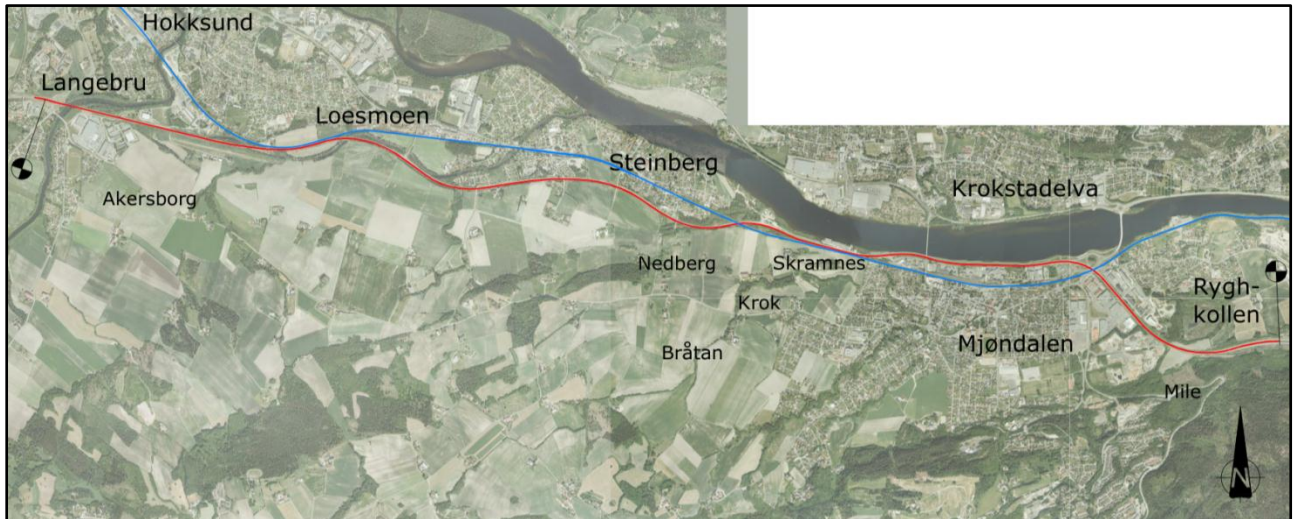 Hokksund
Langebru
Loesmoen
Steinberg
Krokstadelva
Akersborg
Nedberg
Skramnes
Krok
Rygh-
kollen
Bråtan
Mjøndalen
Mile
N